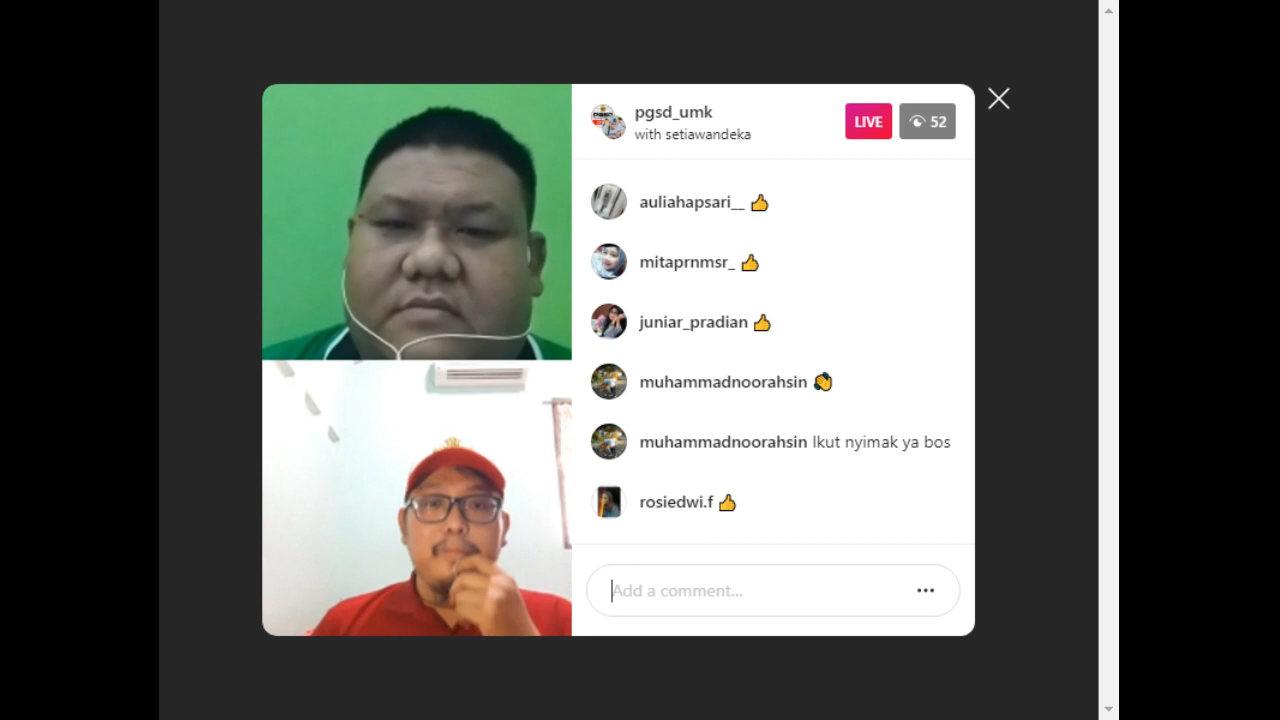 pgsd_umk
with setiawandeka
LIVE
52
auliahapsari__ 👍
mitaprnmsr_ 👍
juniar_pradian 👍
muhammadnoorahsin 👏
muhammadnoorahsin Ikut nyimak ya bos
rosiedwi.f 👍
Add a comment...